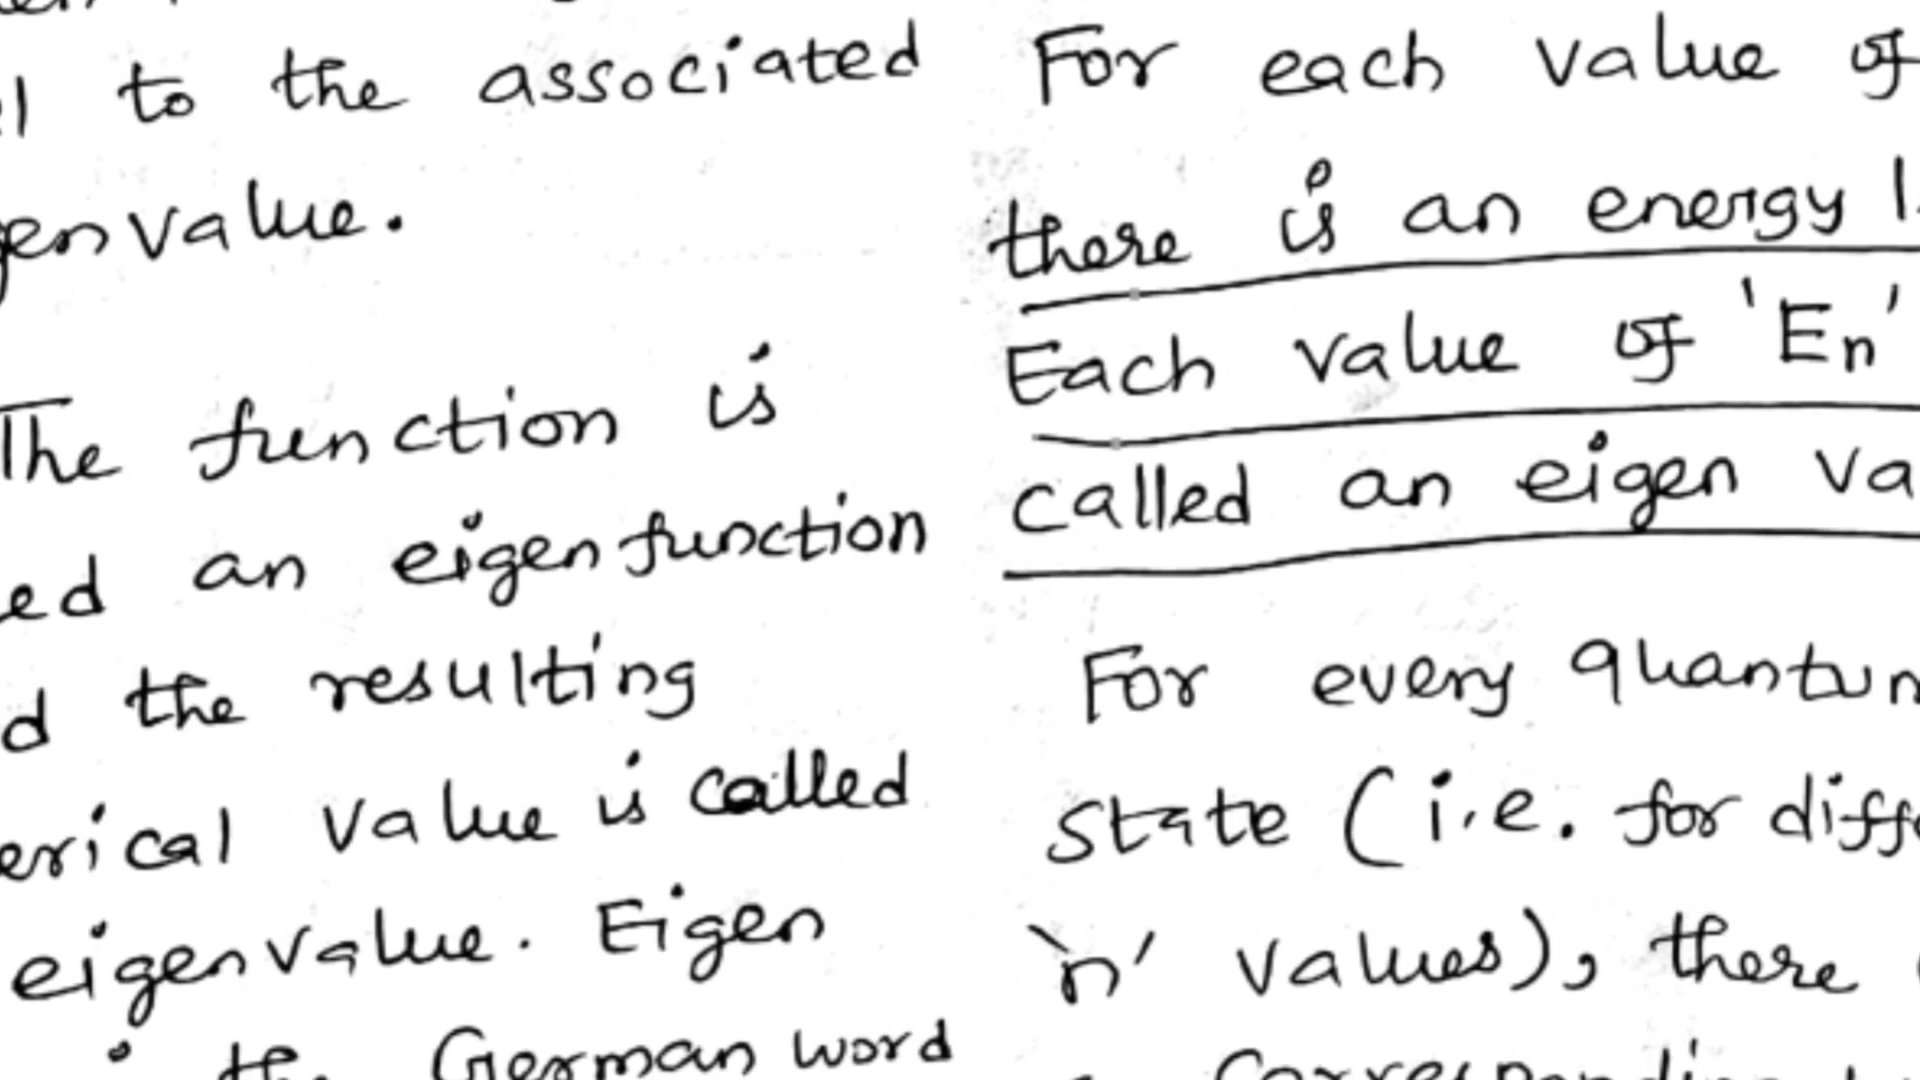 to the associated
value.
The function is
an eigenfunction
the resulting
value is called
eigenvalue. Eigen
the German word
For each value of
there is an energy
Each value of 'En'
called an eigen
For every
State (i.e. for
'n' values), there